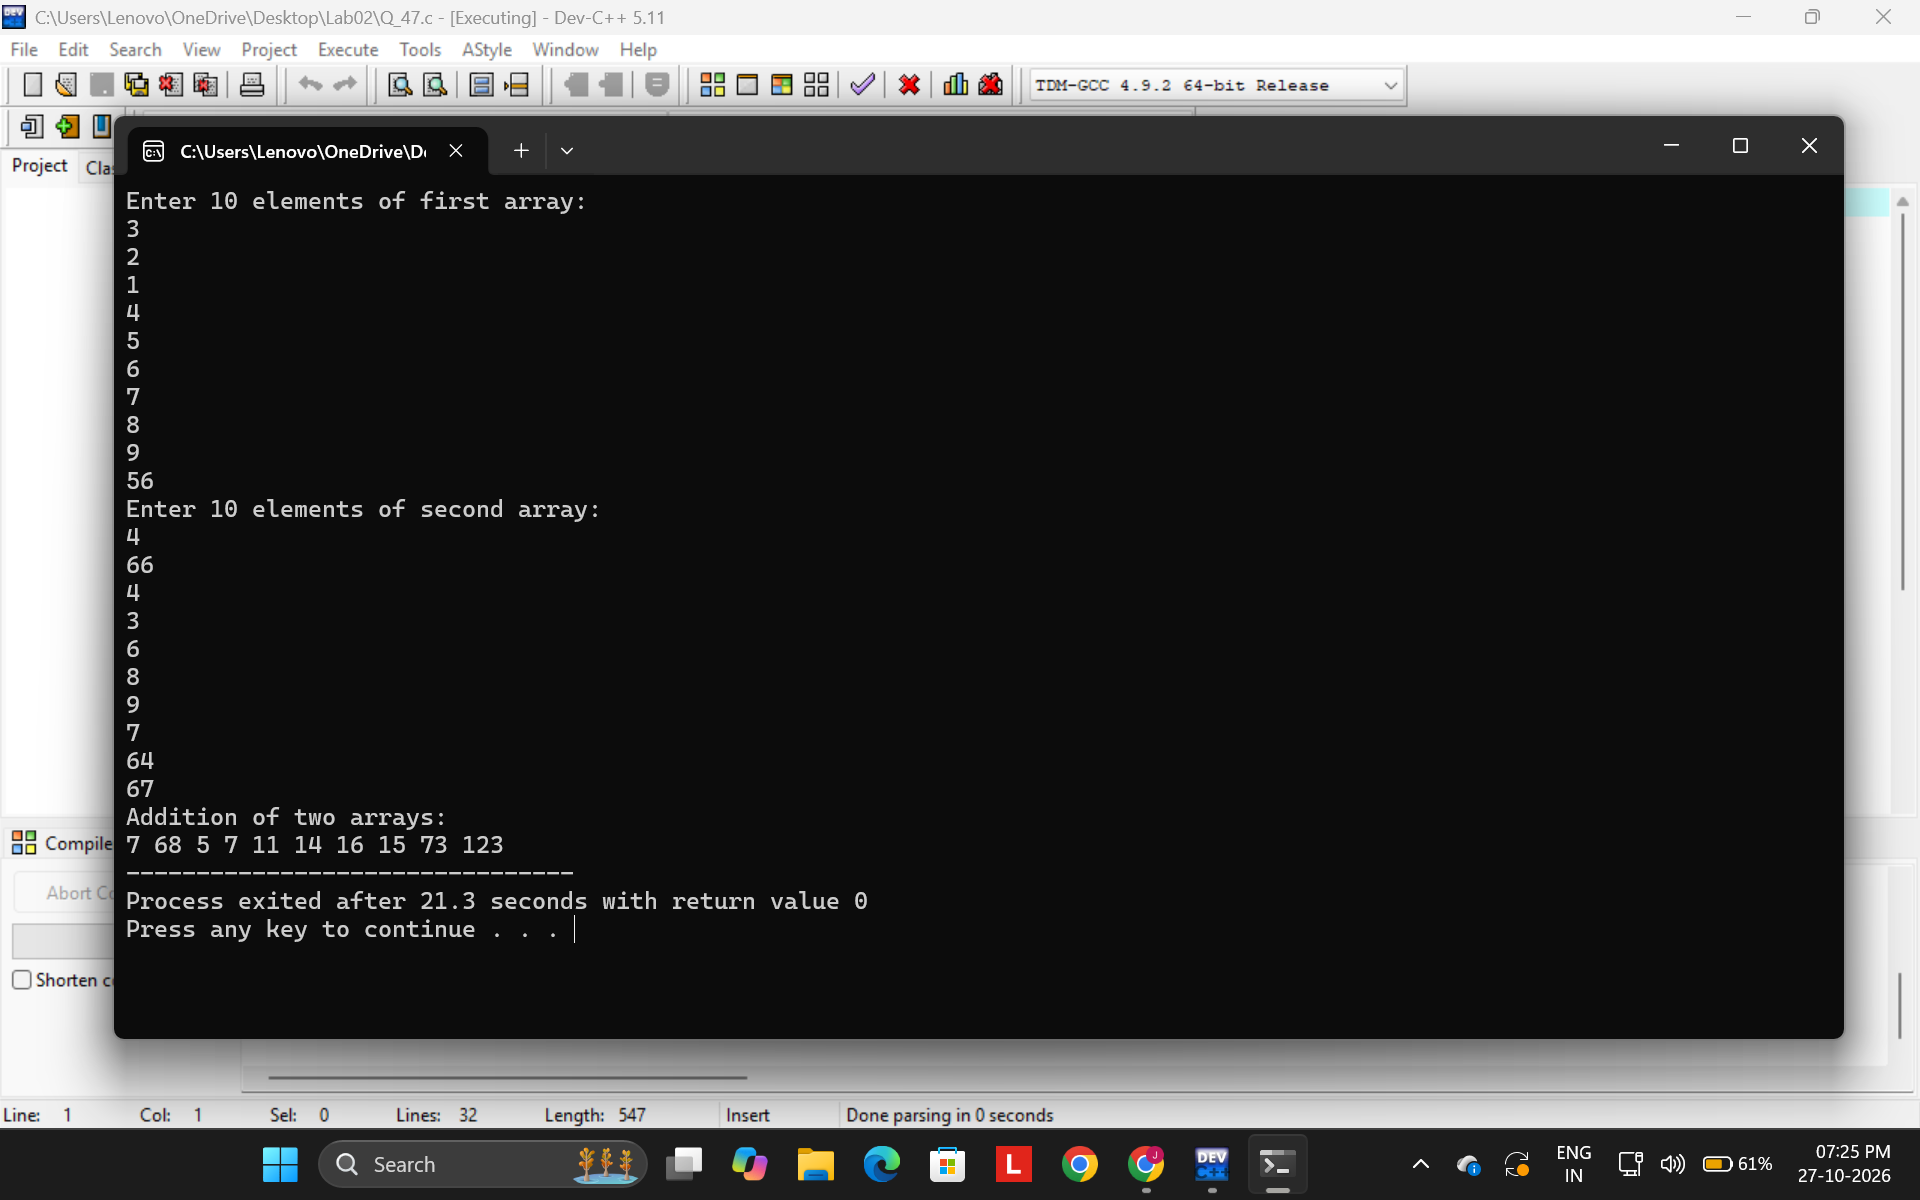 C:\Users\Lenovo\OneDrive\Desktop\Lab02\Q_47.c - [Executing] - Dev-C++ 5.11
File Edit Search View Project Execute Tools AStyle Window Help
TDM-GCC 4.9.2 64-bit Release
Project Clas
C:\Users\Lenovo\OneDrive\De
Enter 10 elements of first array:
3
2
1
4
5
6
7
8
9
56
Enter 10 elements of second array:
4
66
4
3
6
8
9
7
64
67
Addition of two arrays:
7 68 5 7 11 14 16 15 73 123
--------------------------------
Process exited after 21.3 seconds with return value 0
Press any key to continue . . .
Compile
Abort Co
Shorten
Line: 1 Col: 1 Sel: 0 Lines: 32 Length: 547 Insert Done parsing in 0 seconds
Search
L
J
DEV
C++
ENG
IN
61%
07:25 PM
27-10-2026